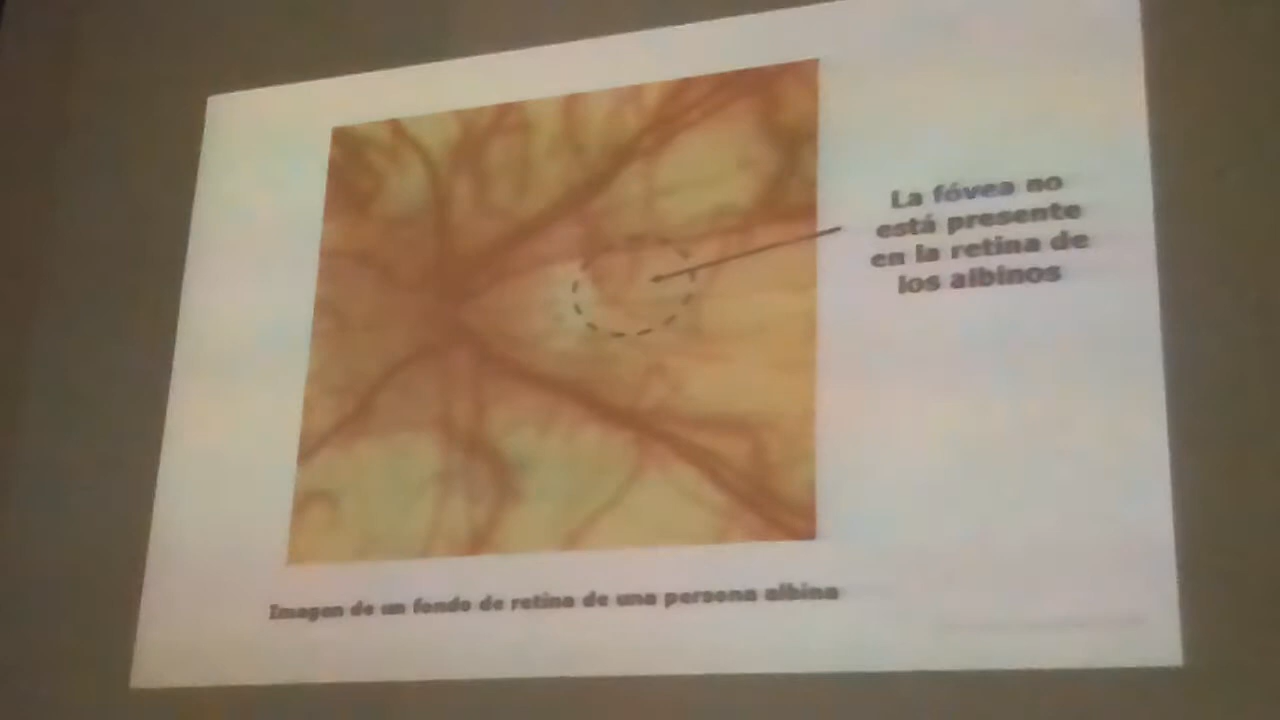 La fóvea no
está presente
en la retina de
los albinos
Imagen de un fondo de retina de una persona albina